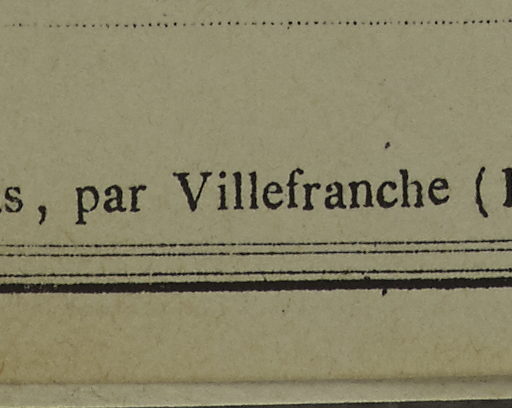 s, par Villefranche (